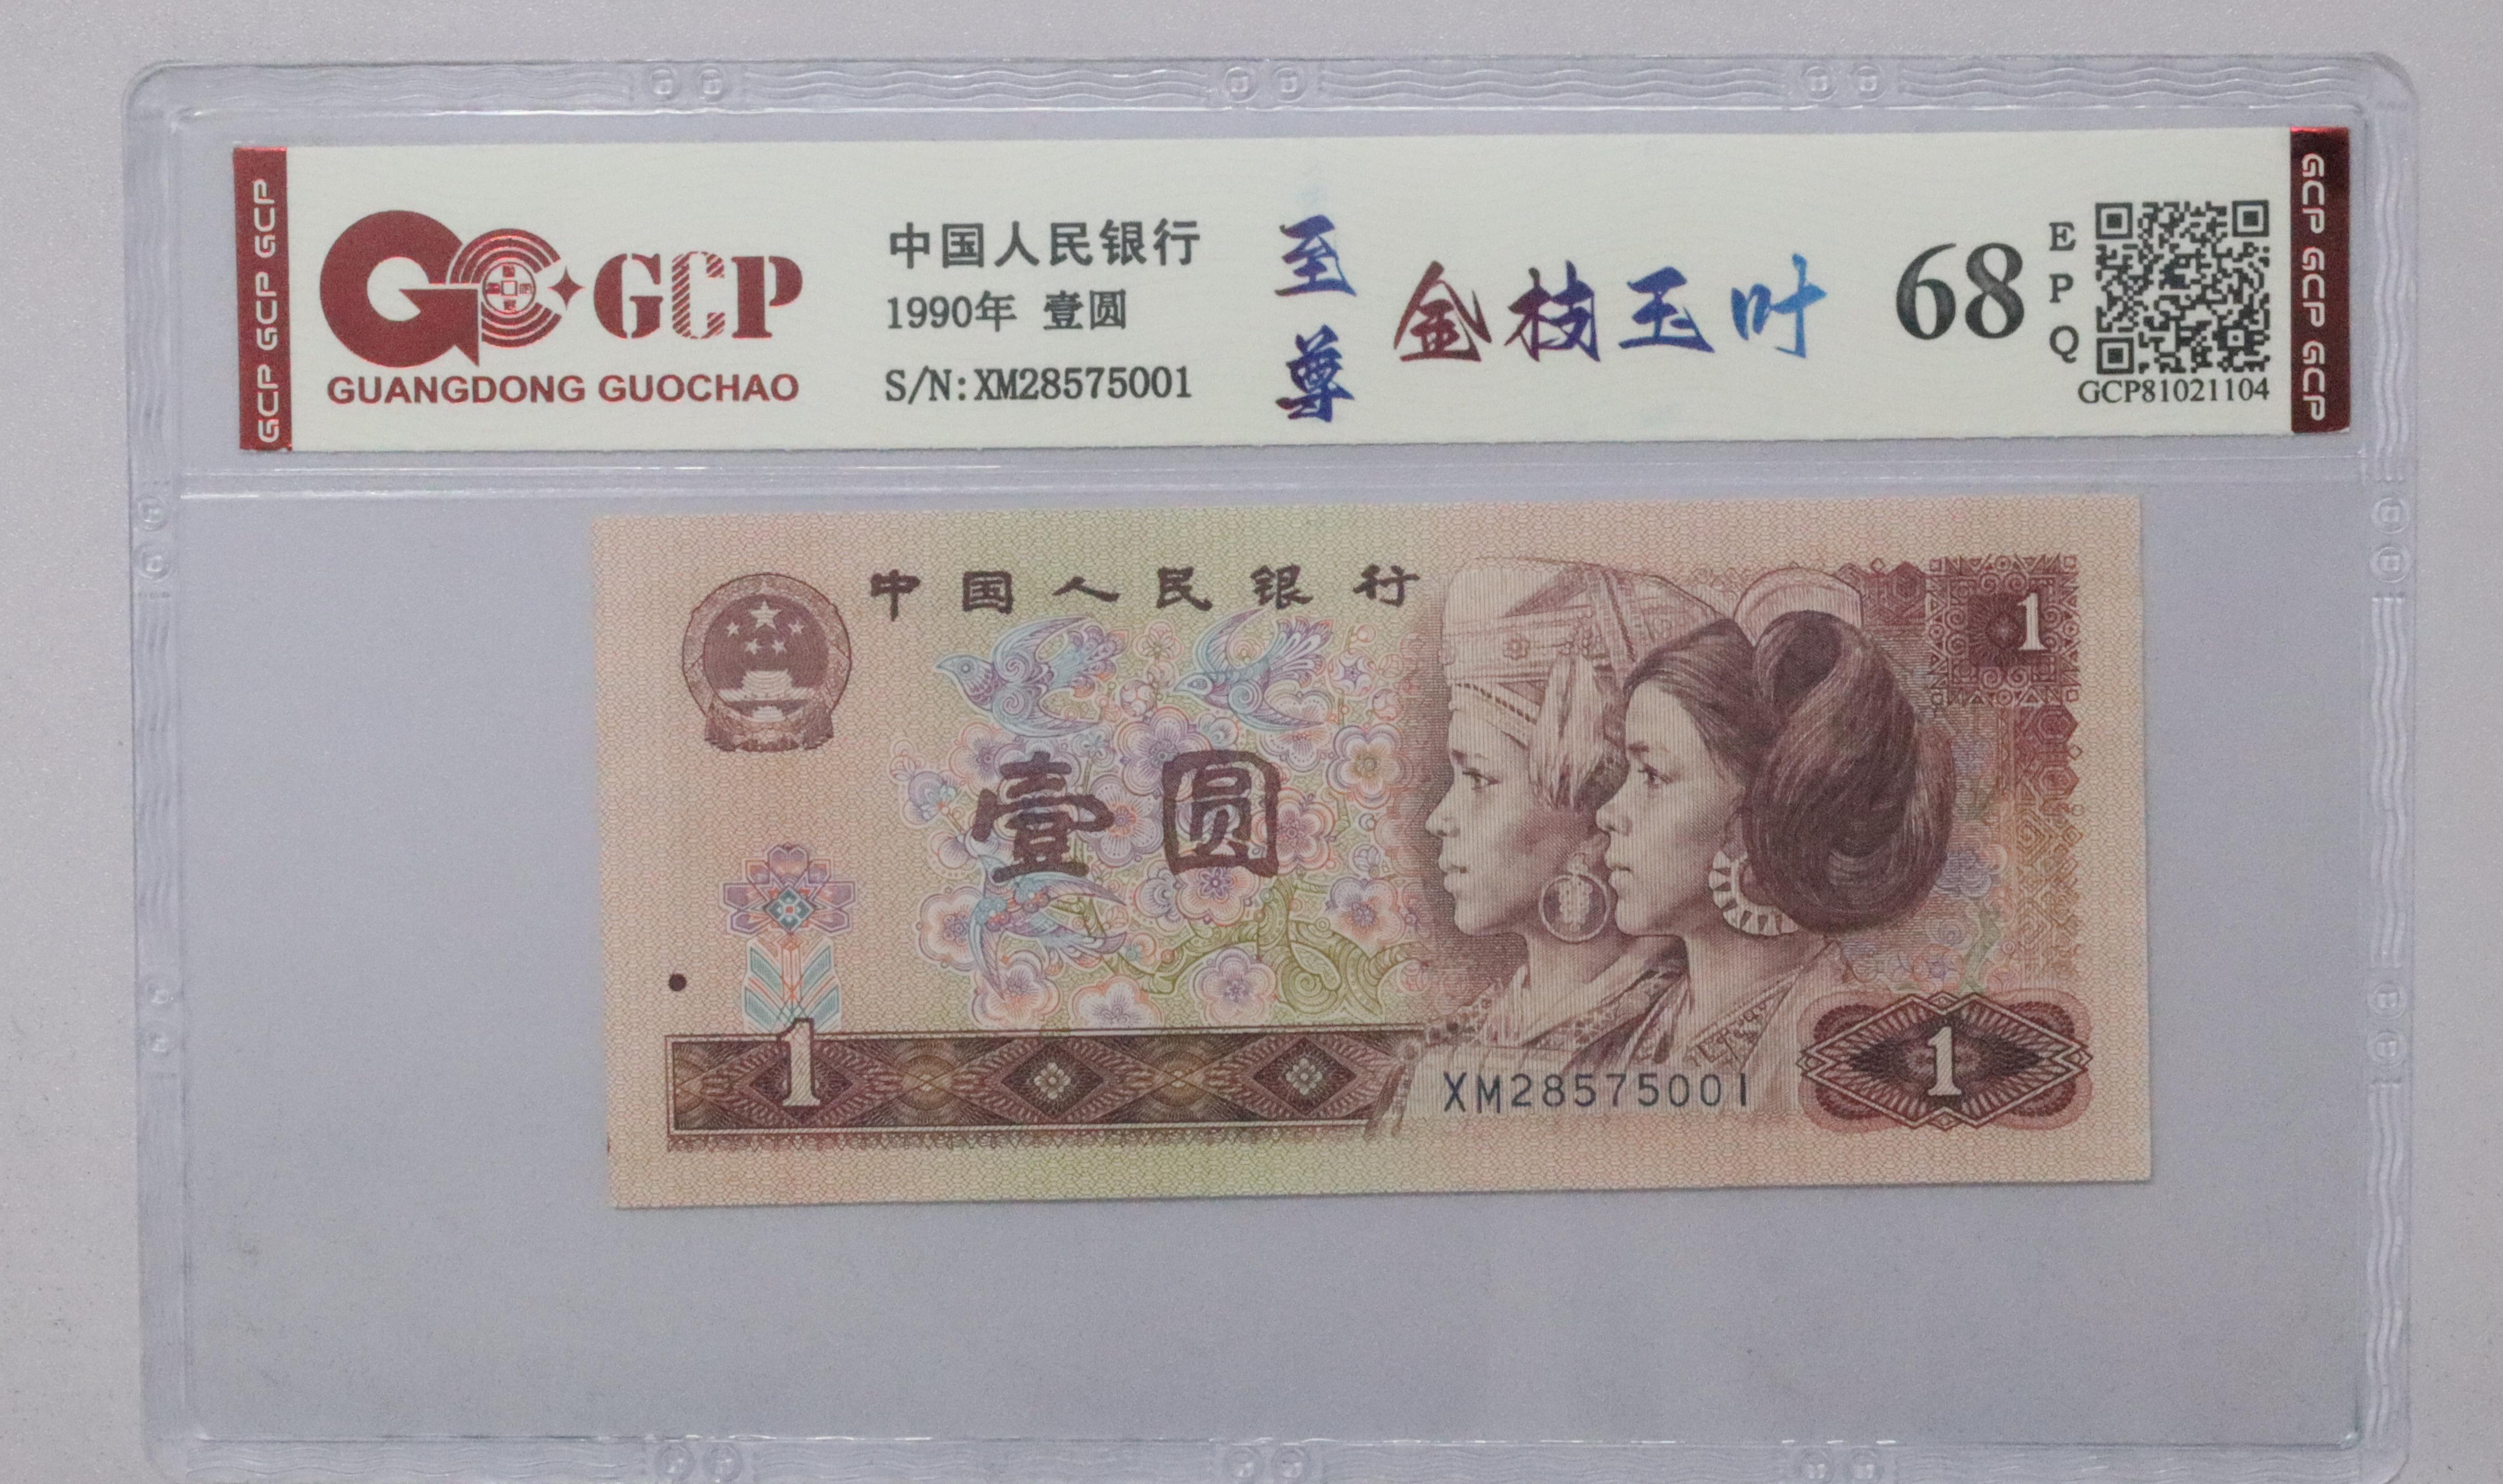 GCP GCP GCP
GCP
GUANGDONG GUOCHAO
中国人民银行
1990年 壹圆
S/N:XM28575001
至尊
金枝玉叶
68
EPQ
GCP81021104
GCP GCP GCP
中国人民银行
1
壹圆
1
XM28575001
1